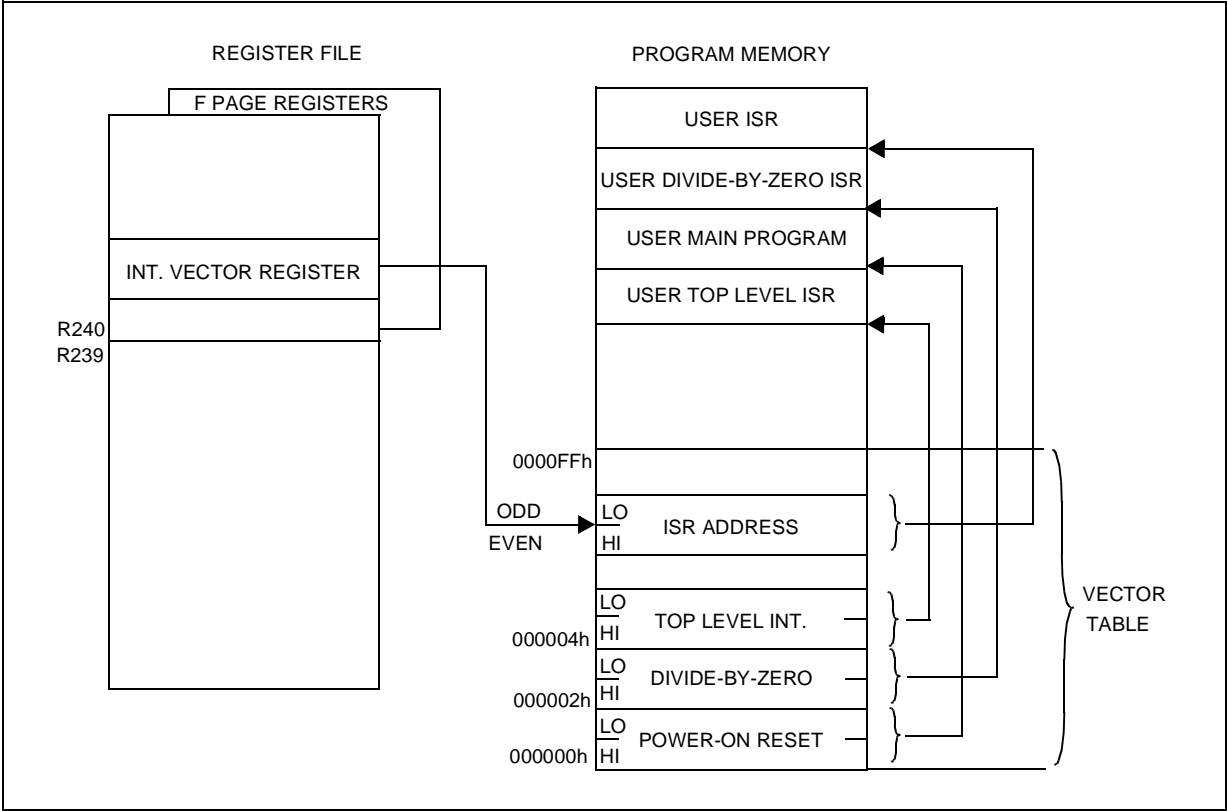 REGISTER FILE
F PAGE REGISTERS
INT. VECTOR REGISTER
R240
R239
PROGRAM MEMORY
USER ISR
USER DIVIDE-BY-ZERO ISR
USER MAIN PROGRAM
USER TOP LEVEL ISR
0000FFh
ODD
EVEN
LO
HI
ISR ADDRESS
LO
HI
TOP LEVEL INT.
000004h
LO
HI
DIVIDE-BY-ZERO
000002h
LO
HI
POWER-ON RESET
000000h
VECTOR
TABLE